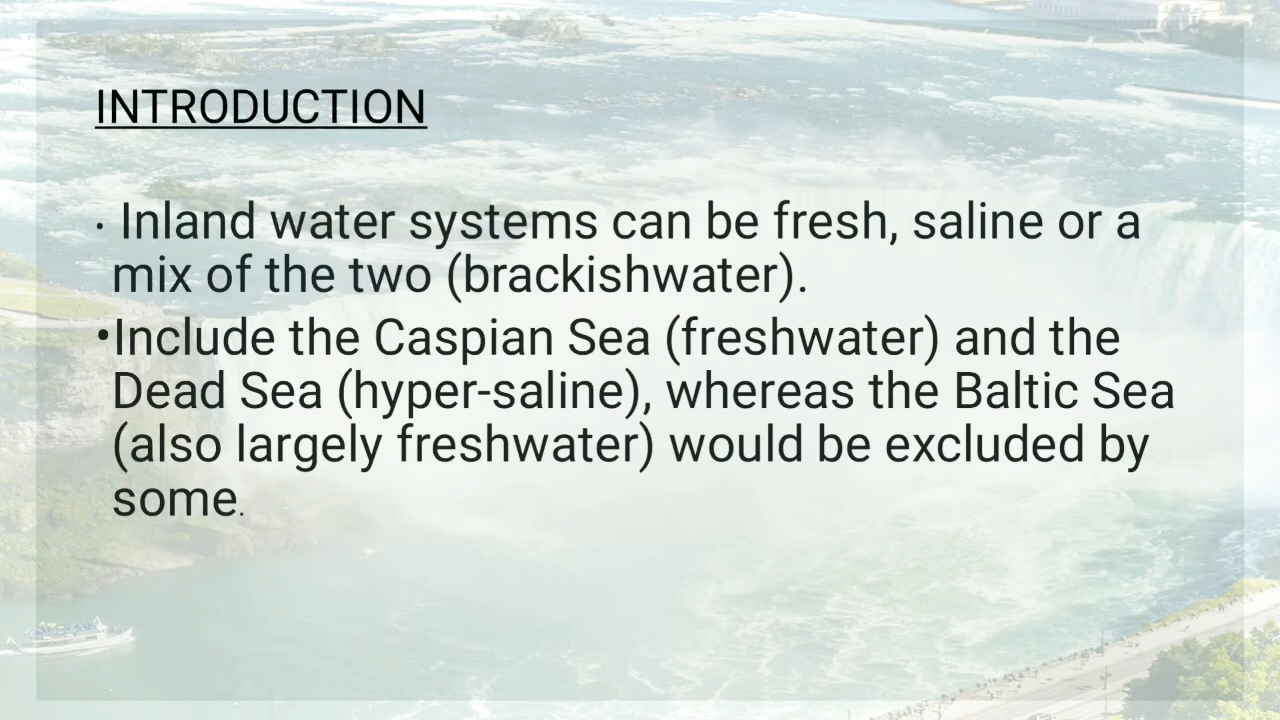 INTRODUCTION
• Inland water systems can be fresh, saline or a
mix of the two (brackishwater).
•Include the Caspian Sea (freshwater) and the
Dead Sea (hyper-saline), whereas the Baltic Sea
(also largely freshwater) would be excluded by
some.